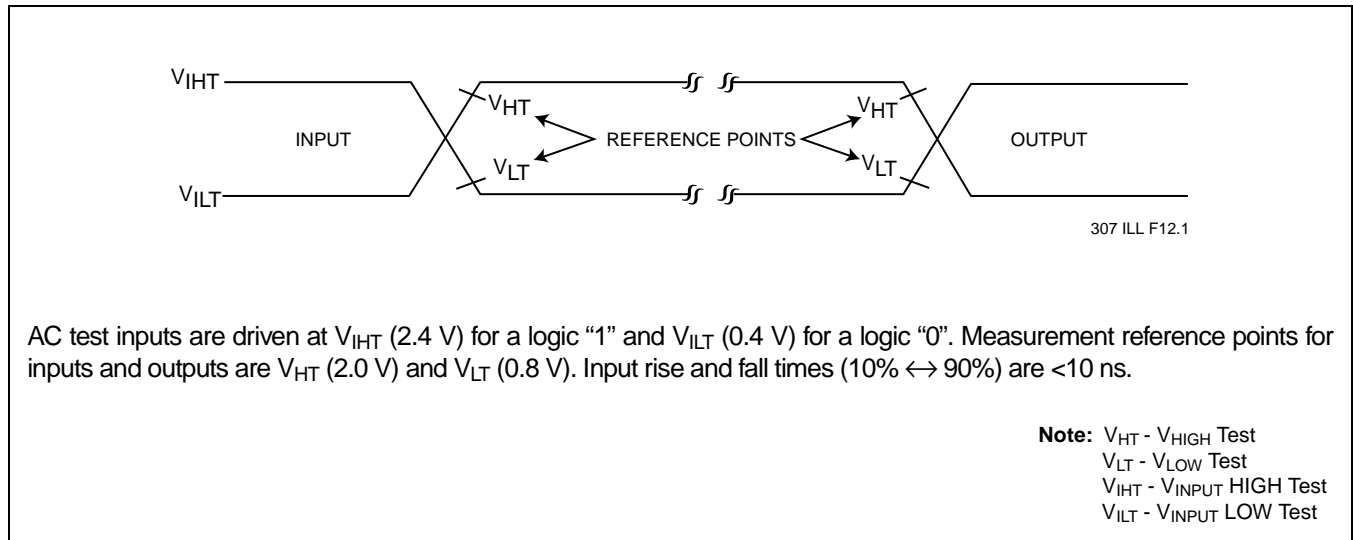 VIHT
VHT
VHT
INPUT
REFERENCE POINTS
OUTPUT
VLT
VLT
VILT
307 ILL F12.1
AC test inputs are driven at VIHT (2.4 V) for a logic “1” and VILT (0.4 V) for a logic “0”. Measurement reference points for
inputs and outputs are VHT (2.0 V) and VLT (0.8 V). Input rise and fall times (10% ↔ 90%) are <10 ns.
Note: VHT - VHIGH Test
VLT - VLOW Test
VIHT - VINPUT HIGH Test
VILT - VINPUT LOW Test